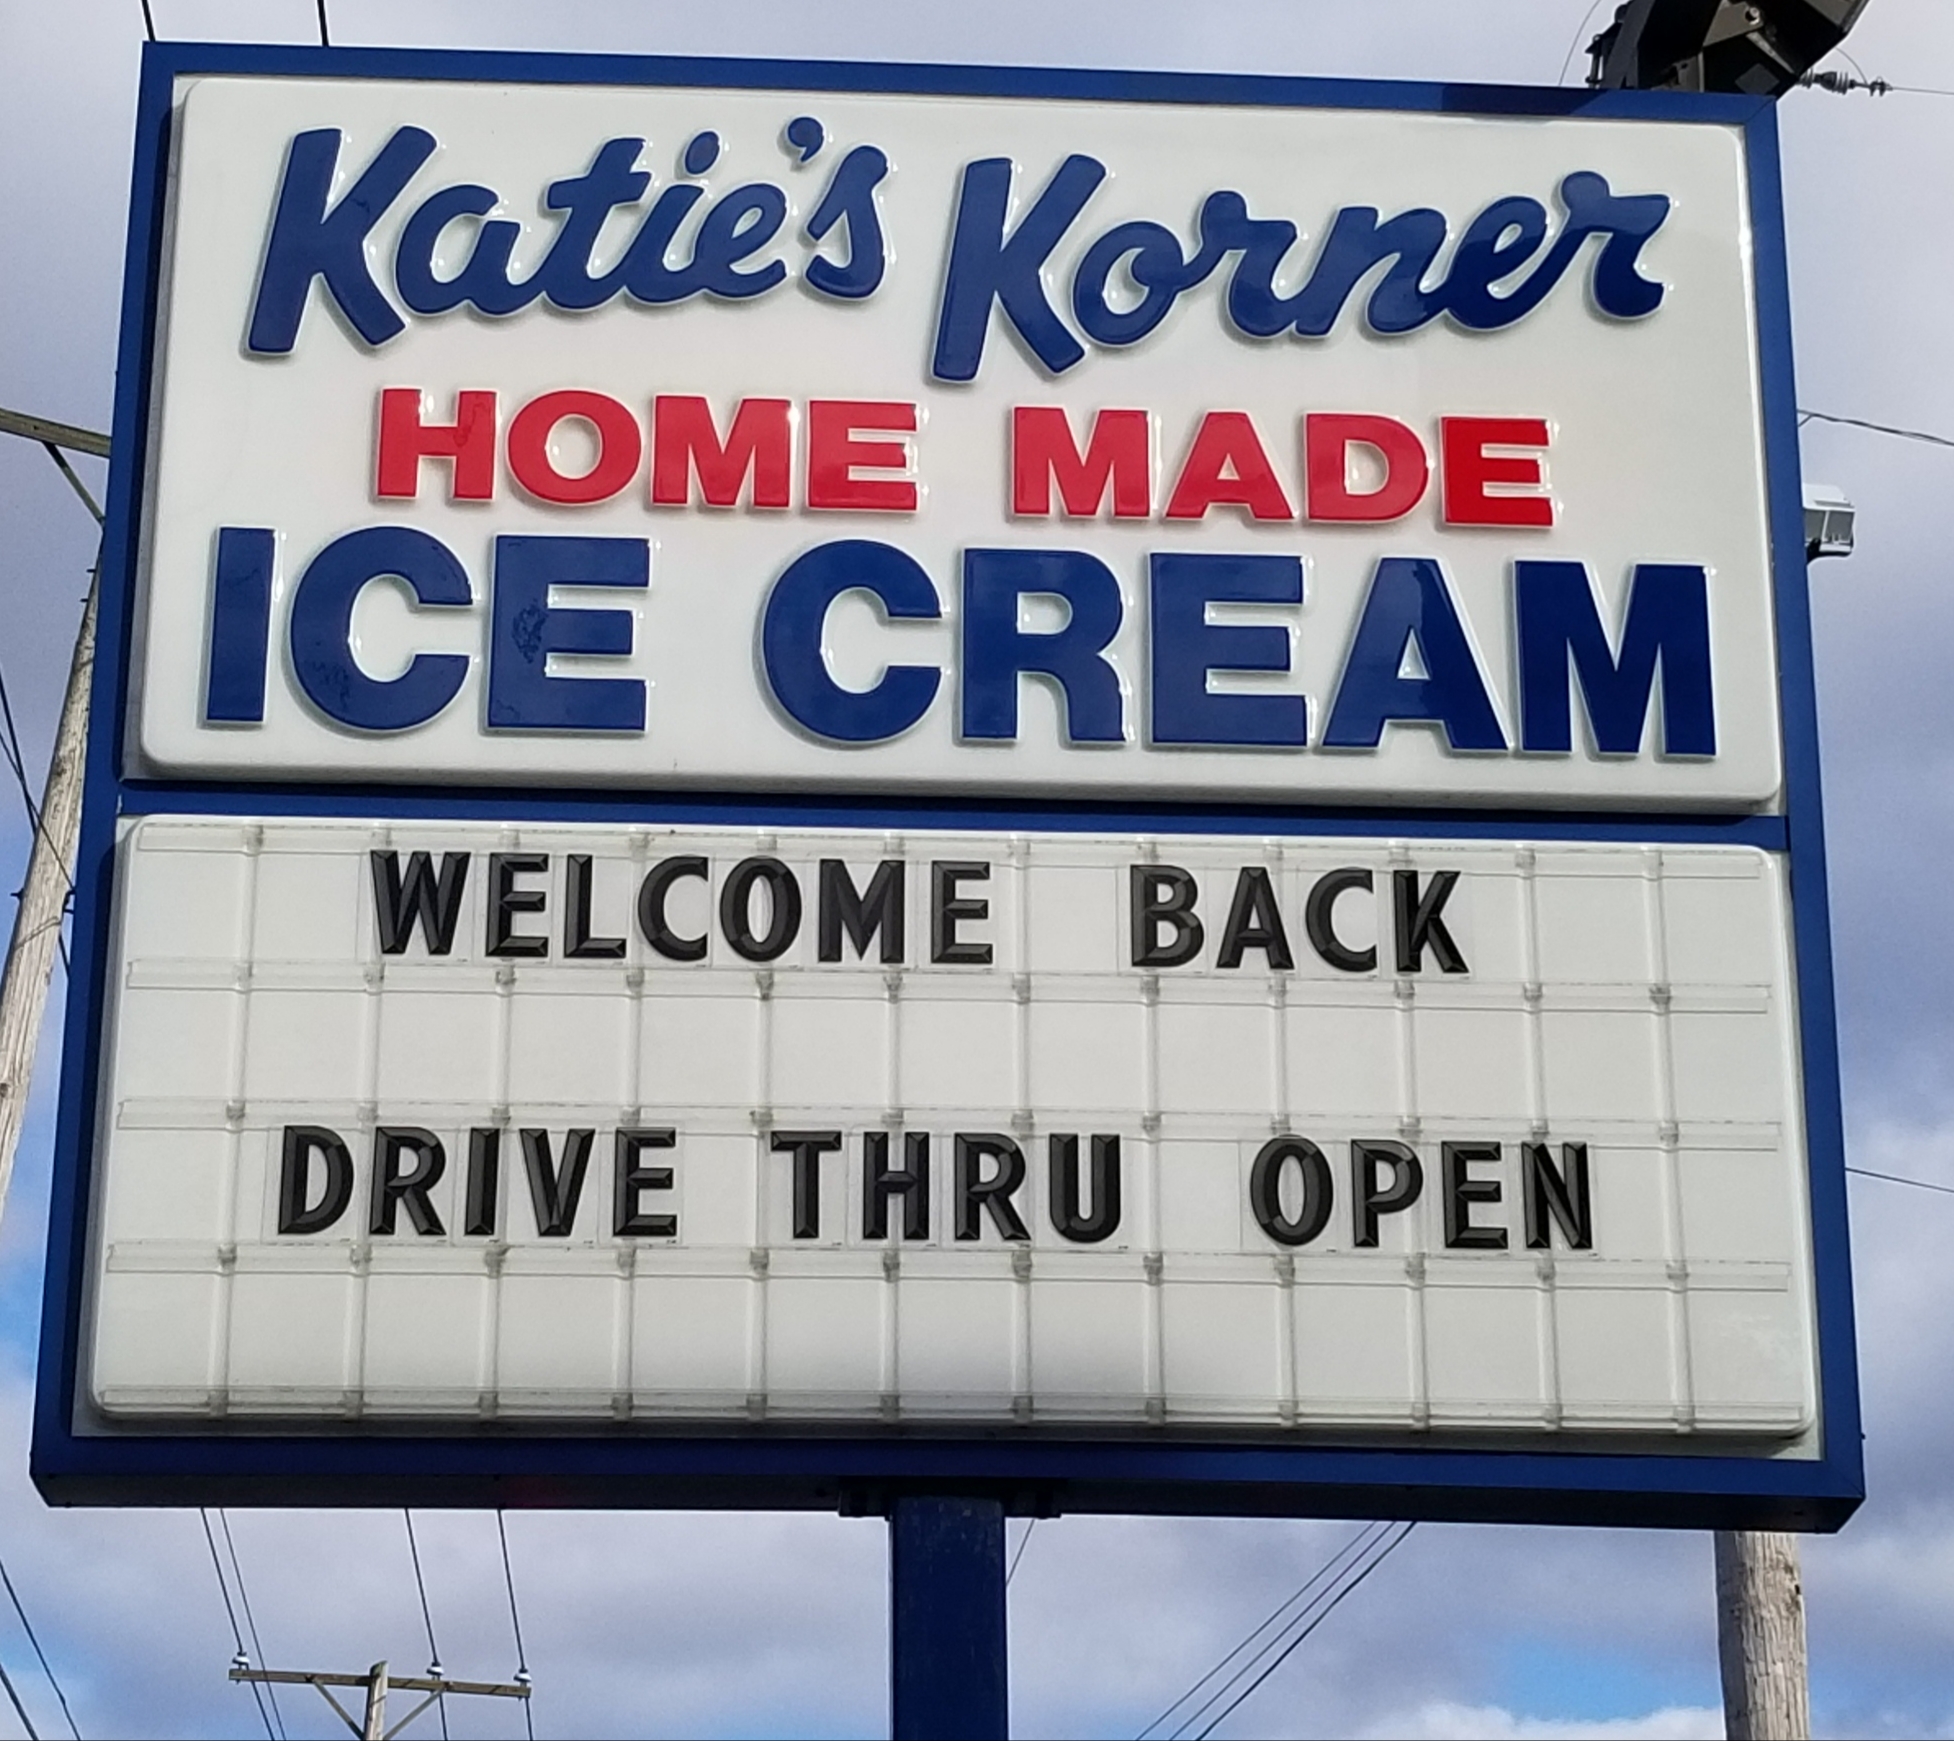 Katie's Korner
HOME MADE
ICE CREAM
WELCOME BACK
DRIVE THRU OPEN